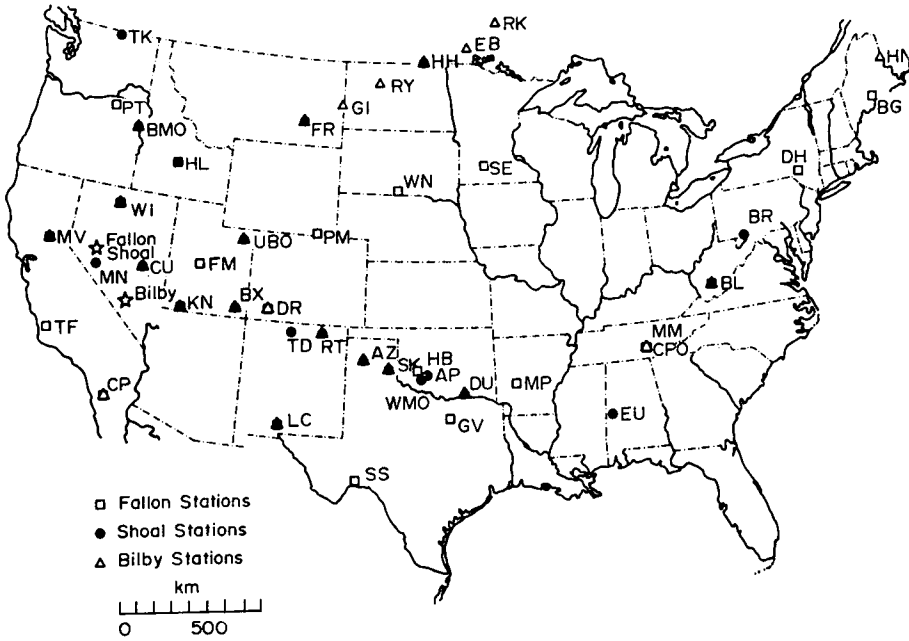 RK
TK
EB
HN
HH
RY
BG
PT
GI
BMO
FR
HL
SE
DH
WN
WI
BR
MV
Fallon
Shoal
UBO
PM
MN
CU
FM
BL
Bilby
KN
BX
DR
TF
TD
RT
MM
CPO
AZ
SK
HB
AP
CP
WMO
DU
MP
LC
GV
EU
SS
Fallon Stations
Shoal Stations
Bilby Stations
km
0 500